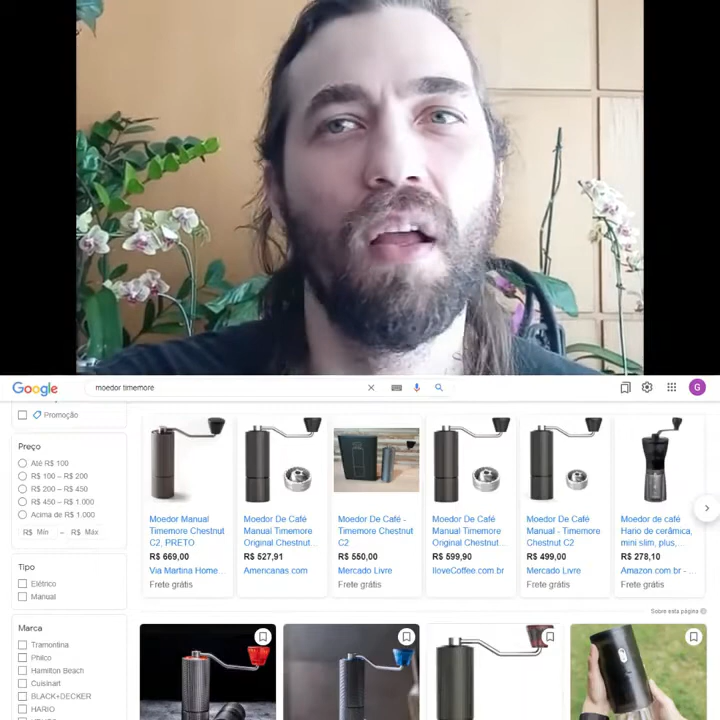 Google
moedor timemore
G
Promoção
Preço
Até R$ 100
R$ 100 – R$ 200
R$ 200 – R$ 450
R$ 450 – R$ 1.000
Acima de R$ 1.000
R$ Mín – R$ Máx
Tipo
Elétrico
Manual
Marca
Tramontina
Philco
Hamilton Beach
Cuisinart
BLACK+DECKER
HARIO
Moedor Manual
Timemore Chestnut
C2, PRETO
R$ 669,00
Via Martina Home...
Frete grátis
Moedor De Café
Manual Timemore
Original Chestnut...
R$ 527,91
Americanas.com
Moedor De Café -
Timemore Chestnut
C2
R$ 550,00
Mercado Livre
Frete grátis
Moedor De Café
Manual Timemore
Original Chestnut...
R$ 599,90
IloveCoffee.com.br
Moedor De Café
Manual - Timemore
Chestnut C2
R$ 499,00
Mercado Livre
Frete grátis
Moedor de café
Hario de cerâmica,
mini slim, plus,...
R$ 278,10
Amazon.com.br - ...
Frete grátis
Sobre esta página